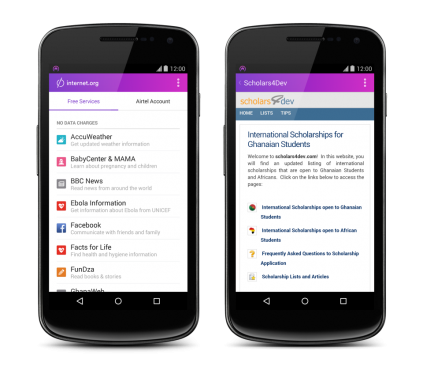 12:00
internet.org
Free Services
Airtel Account
NO DATA CHARGES
AccuWeather
Get updated weather information
BabyCenter & MAMA
Learn about pregnancy and children
BBC News
Read news from around the world
Ebola Information
Get information about Ebola from UNICEF
Facebook
Communicate with friends and family
Facts for Life
Find health and hygiene information
FunDza
Read books & stories
GhanaWeb
12:00
Scholars4Dev
scholars4dev
HOME LISTS TIPS
International Scholarships for
Ghanaian Students
Welcome to scholars4dev.com! In this website, you
will find an updated listing of international
scholarships that are open to Ghanaian Students
and Africans. Click on the links below to access the
pages:
International Scholarships open to Ghanaian
Students
International Scholarships open to African
Students
Frequently Asked Questions to Scholarship
Application
Scholarship Lists and Articles